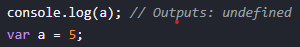 console.log(a); // Outputs: undefined
var a = 5;